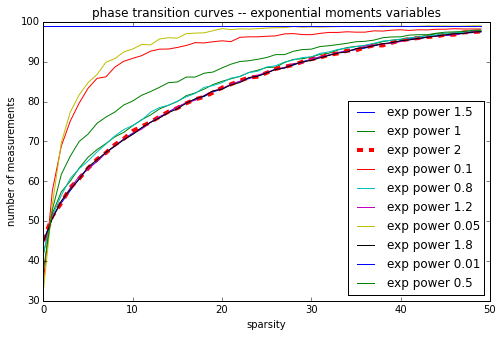 phase transition curves -- exponential moments variables
number of measurements
100
90
80
70
60
50
40
30
0
10
20
30
40
50
sparsity
exp power 1.5
exp power 1
exp power 2
exp power 0.1
exp power 0.8
exp power 1.2
exp power 0.05
exp power 1.8
exp power 0.01
exp power 0.5